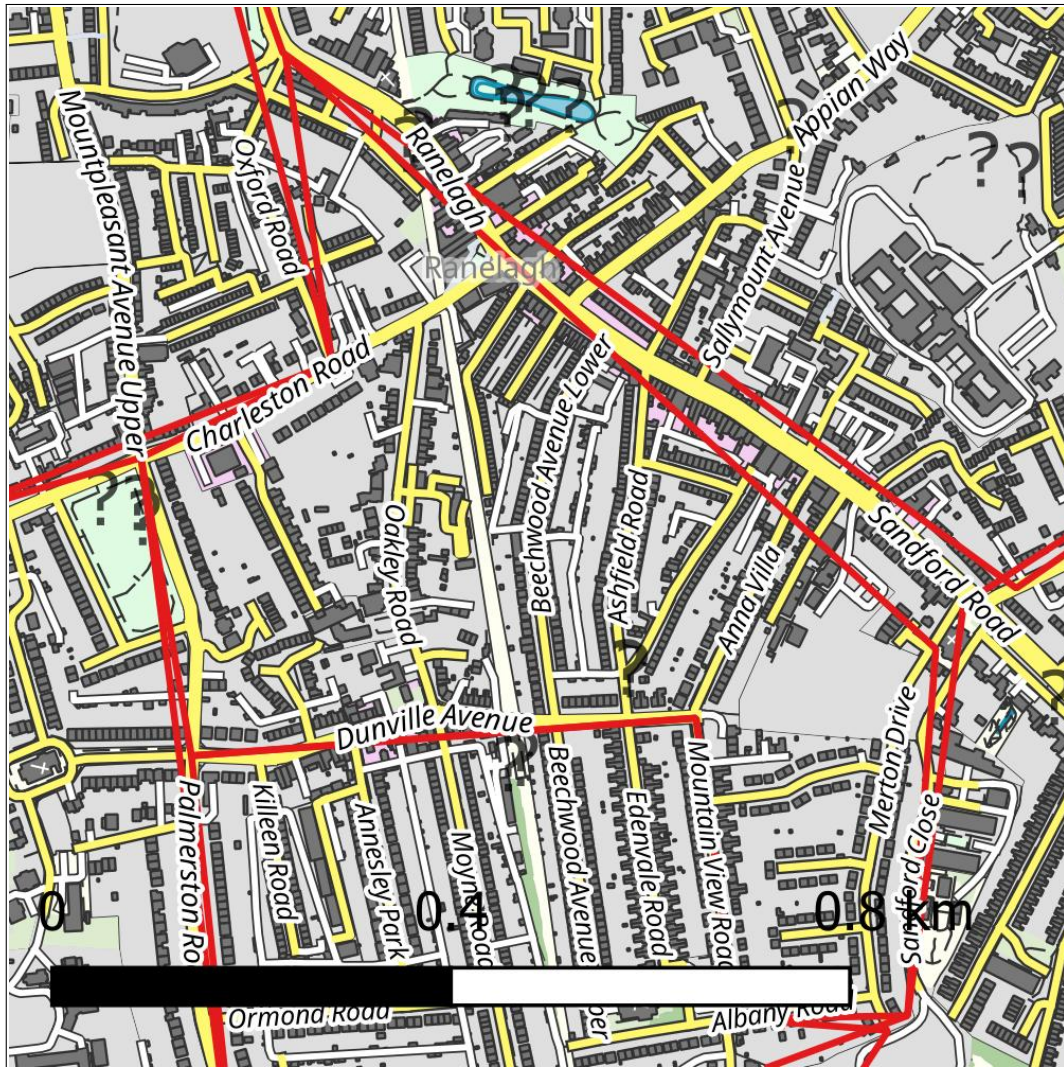 Appian Way
Mountpleasant Avenue Upper
Oxford Road
Ranelagh
Sallymount Avenue
? ?
? ? ?
?
?
Ranelagh
Charleston Road
Beechwood Avenue Lower
Ashfield Road
Oakley Road
Anna Villa
Sandford Road
? ?
?
?
Dunville Avenue
? ?
Merton Drive
Palmerston Ro
Killeen Road
Annesley Park
Moyne Road
Beechwood Avenue
pper
Edenvale Road
Mountain View Road
Sandford Close
0
0.4
0.8 km
Ormond Road
Albany Road